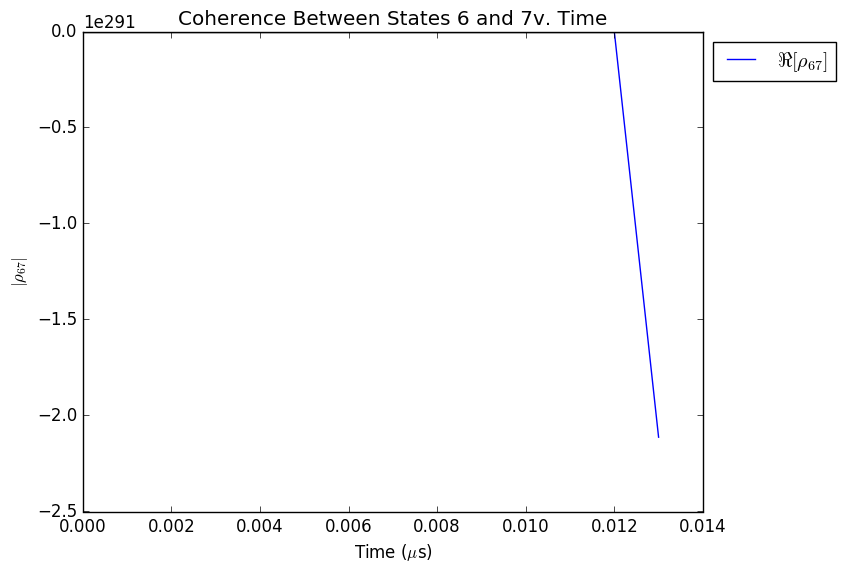 Coherence Between States 6 and 7v. Time
1e291
0.0
−0.5
−1.0
−1.5
−2.0
−2.5
|ρ₆₇|
0.000 0.002 0.004 0.006 0.008 0.010 0.012 0.014
Time (μs)
ℜ[ρ₆₇]